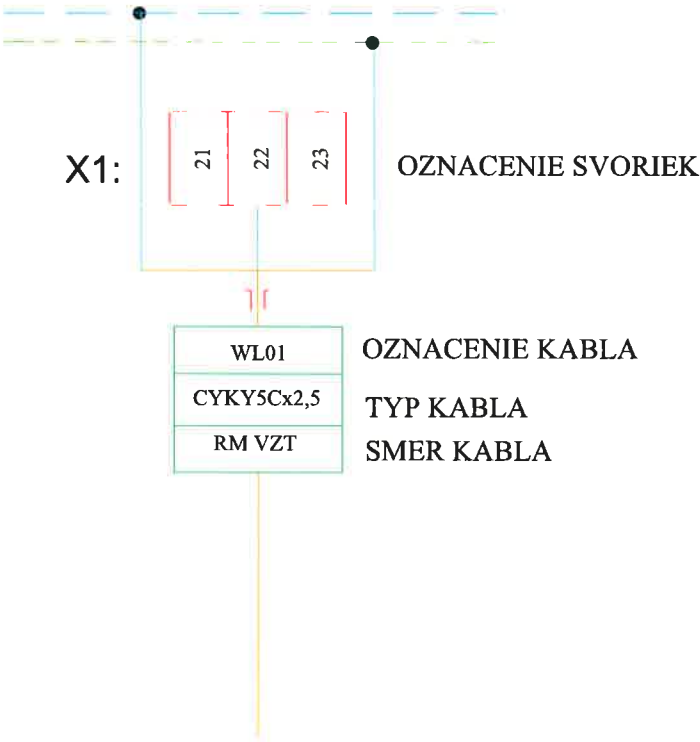 X1: 21 22 23 OZNACENIE SVORIEK
WL01 OZNACENIE KABLA
CYKY5Cx2,5 TYP KABLA
RM VZT SMER KABLA